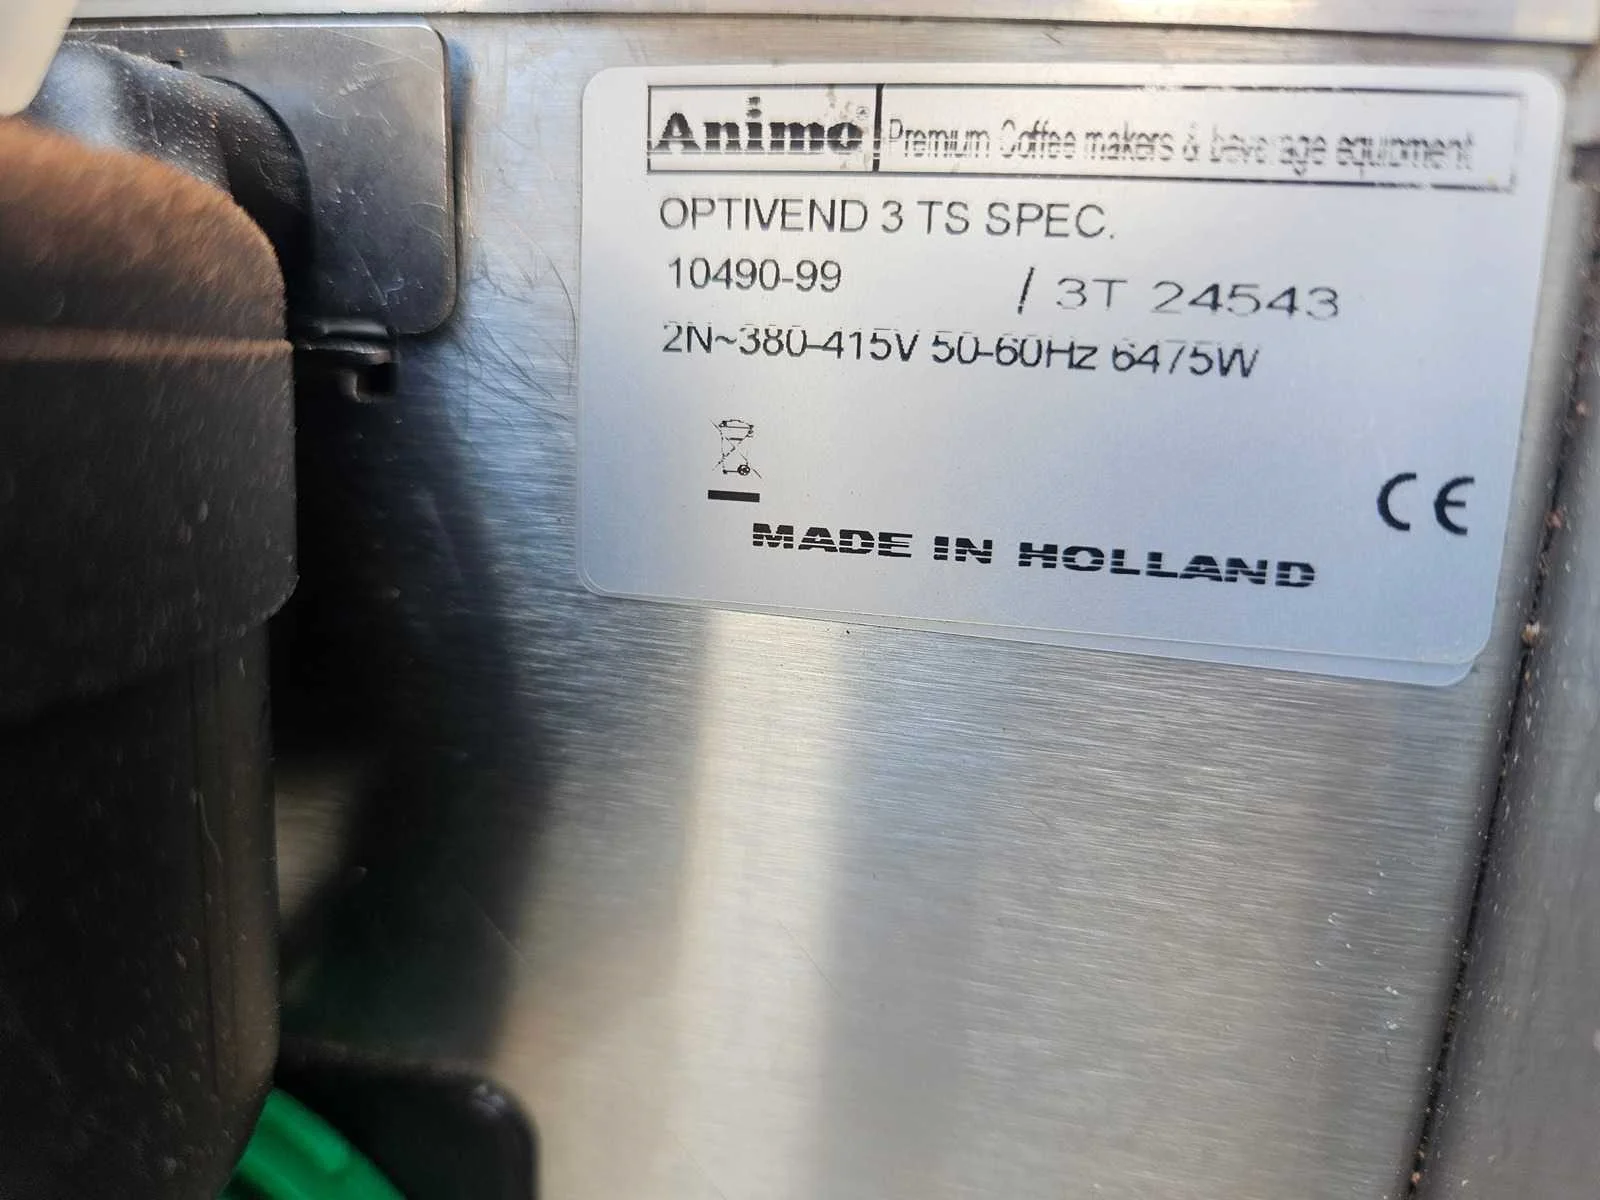 Animo® Premium Coffee makers & beverage equipment
OPTIVEND 3 TS SPEC.
10490-99 / 3T 24543
2N~380-415V 50-60Hz 6475W
CE
MADE IN HOLLAND